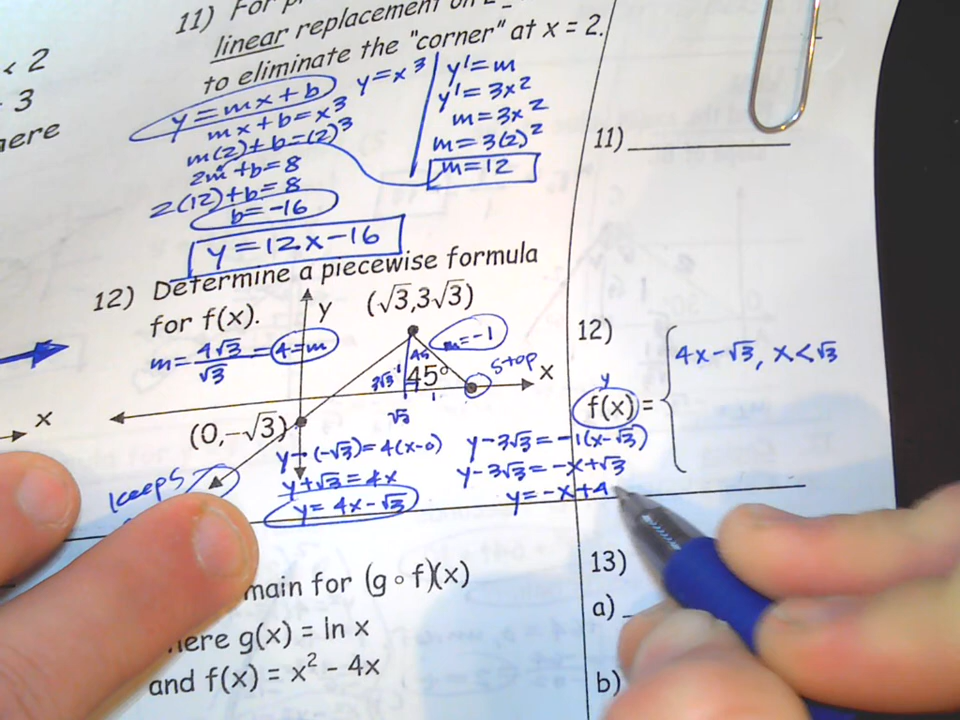 < 2
3
here
11) For
linear replacement on
to eliminate the "corner" at x = 2.
y = mx + b
y = x³
mx + b = x³
m(2) + b = (2)³
2m + b = 8
2(12) + b = 8
b = -16
y = 12x - 16
y' = m
y' = 3x²
m = 3x²
m = 3(2)²
m = 12
11)
12) Determine a piecewise formula
for f(x).
m = 4√3/√3 = 4 = m
y
(√3, 3√3)
m = -1
45
45°
√3
stop
x
x
(0, -√3)
keeps
y - (-√3) = 4(x - 0)
y + √3 = 4x
y = 4x - √3
y - 3√3 = -1(x - √3)
y - 3√3 = -x + √3
y = -x + 4
12)
y
f(x) =
4x - √3, x < √3
main for (g ∘ f)(x)
here g(x) = ln x
and f(x) = x² - 4x
13)
a)
b)